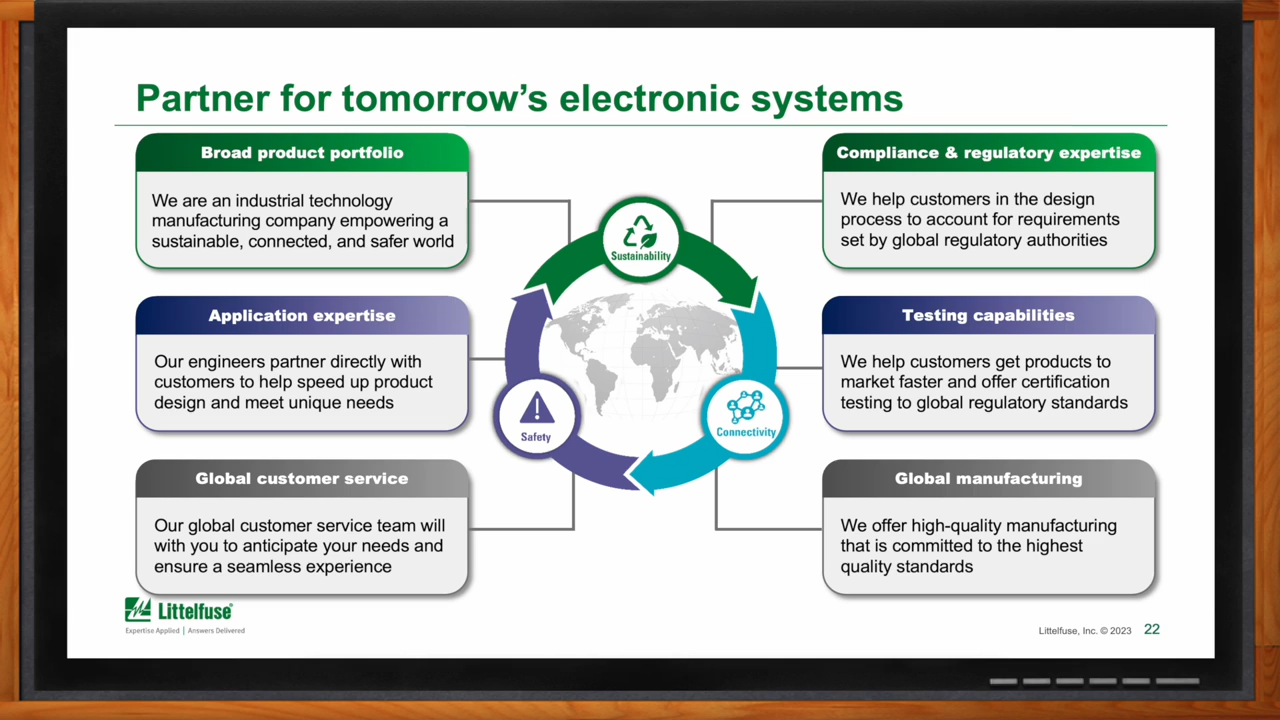 Partner for tomorrow's electronic systems
Broad product portfolio
We are an industrial technology
manufacturing company empowering a
sustainable, connected, and safer world
Application expertise
Our engineers partner directly with
customers to help speed up product
design and meet unique needs
Global customer service
Our global customer service team will
with you to anticipate your needs and
ensure a seamless experience
Sustainability
Safety
Connectivity
Compliance & regulatory expertise
We help customers in the design
process to account for requirements
set by global regulatory authorities
Testing capabilities
We help customers get products to
market faster and offer certification
testing to global regulatory standards
Global manufacturing
We offer high-quality manufacturing
that is committed to the highest
quality standards
Littelfuse®
Expertise Applied | Answers Delivered
Littelfuse, Inc. © 2023 22